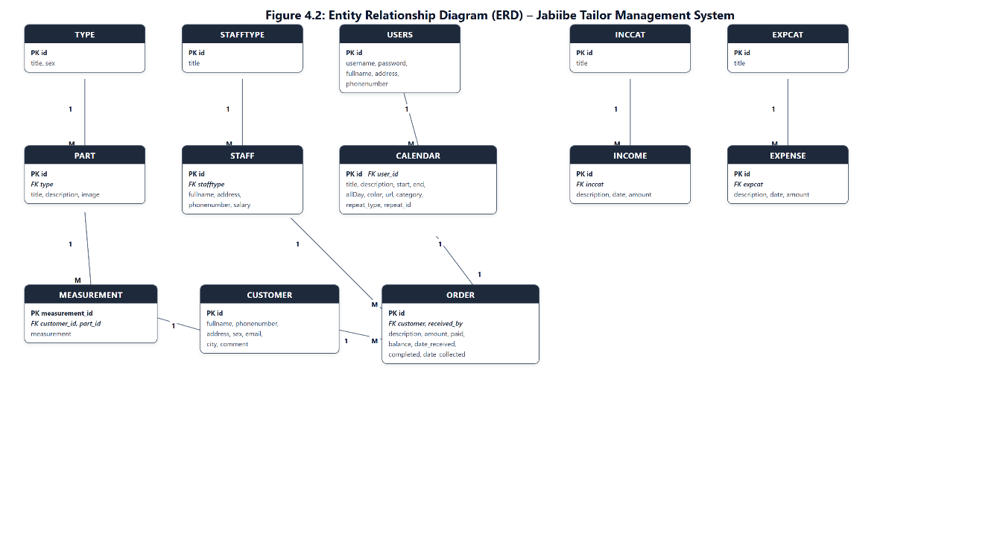 Figure 4.2: Entity Relationship Diagram (ERD) – Jabiibe Tailor Management System
TYPE
PK id
title, sex
STAFFTYPE
PK id
title
USERS
PK id
username, password,
fullname, address,
phonenumber
INCCAT
PK id
title
EXPCAT
PK id
title
1
M
1
M
1
M
1
M
1
M
PART
PK id
FK type
title, description, image
STAFF
PK id
FK stafftype
fullname, address,
phonenumber, salary
CALENDAR
PK id FK user_id
title, description, start, end,
allDay, color, url, category,
repeat_type, repeat_id
INCOME
PK id
FK inccat
description, date, amount
EXPENSE
PK id
FK expcat
description, date, amount
1
M
1
M
1
1
MEASUREMENT
PK measurement_id
FK customer_id, part_id
measurement
1
CUSTOMER
PK id
fullname, phonenumber,
address, sex, email,
city, comment
1
M
ORDER
PK id
FK customer, received_by
description, amount, paid,
balance, date_received,
completed, date_collected